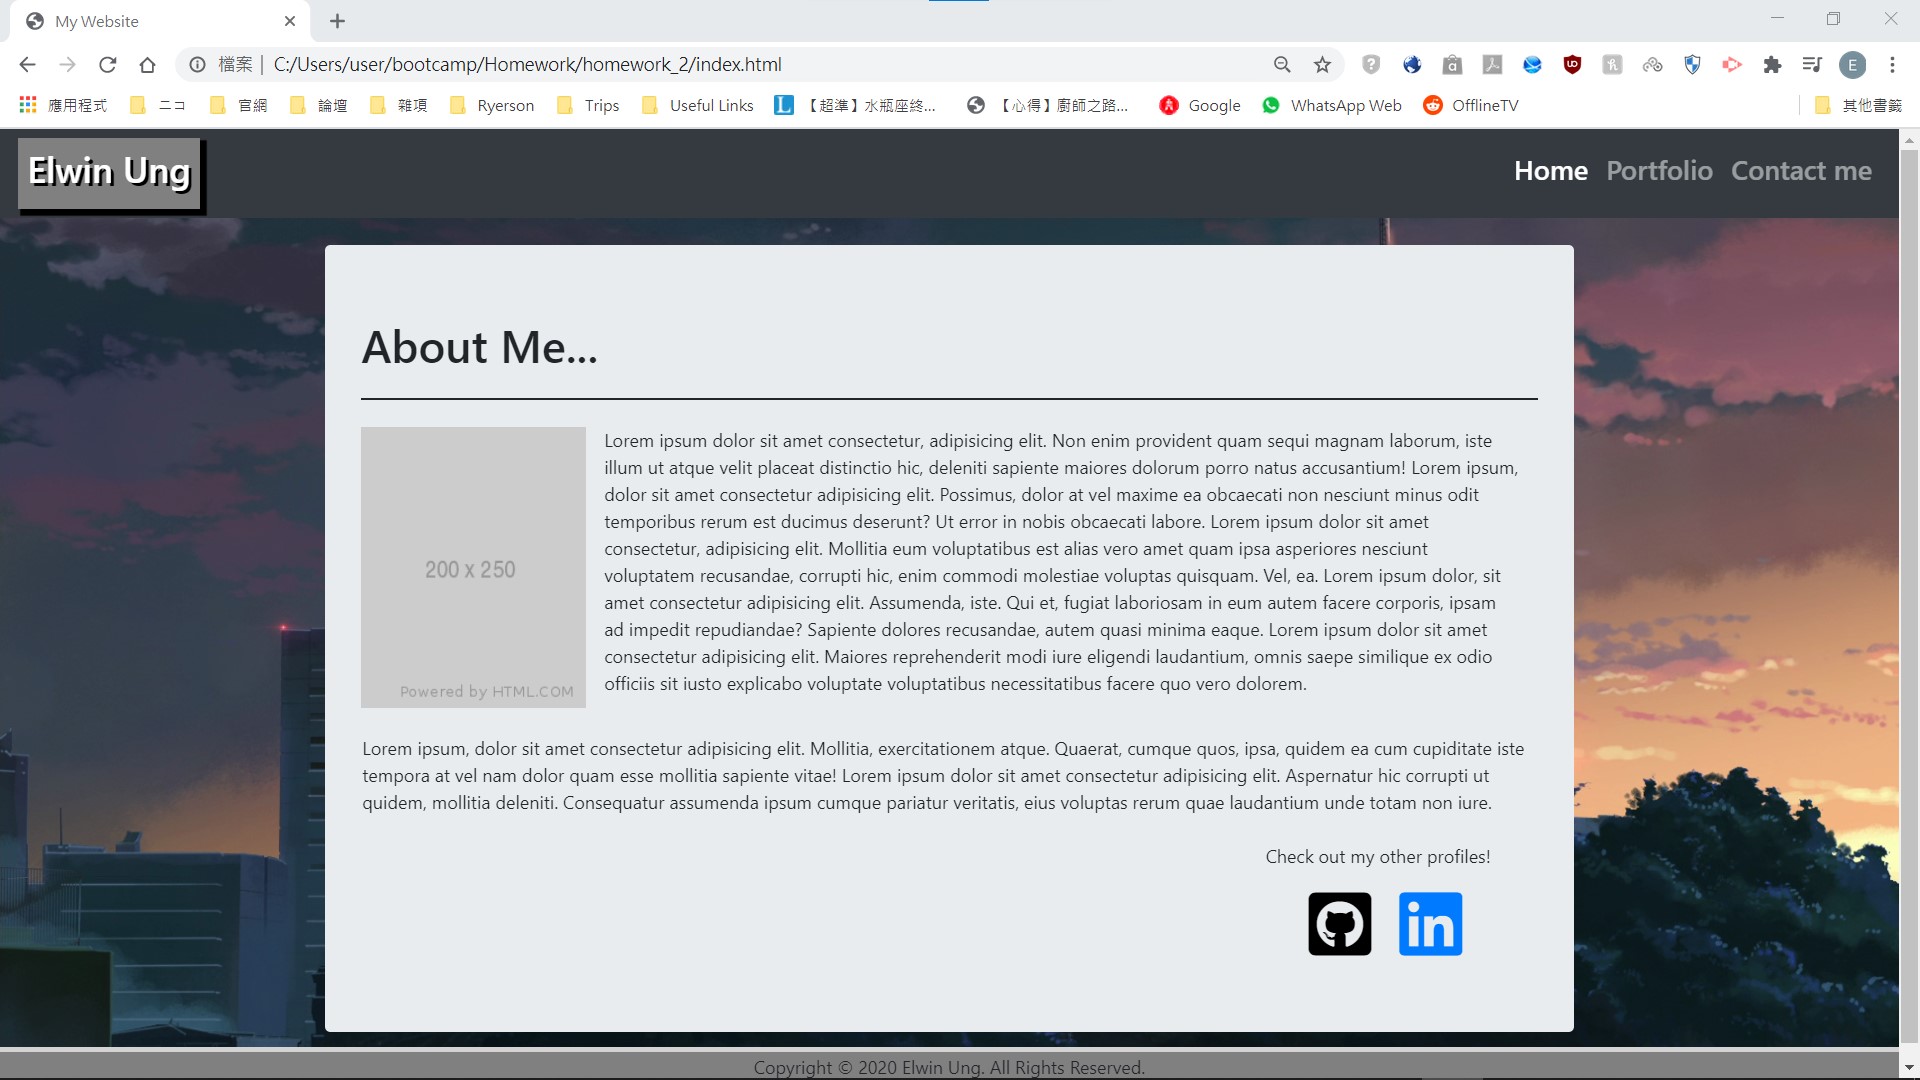 My Website
檔案 | C:/Users/user/bootcamp/Homework/homework_2/index.html
E
應用程式 ニコ 官網 論壇 雜項 Ryerson Trips Useful Links 【超準】水瓶座終... 【心得】廚師之路... Google WhatsApp Web OfflineTV 其他書籤
Elwin Ung
Home Portfolio Contact me
About Me...
200 x 250
Powered by HTML.COM
Lorem ipsum dolor sit amet consectetur, adipisicing elit. Non enim provident quam sequi magnam laborum, iste
illum ut atque velit placeat distinctio hic, deleniti sapiente maiores dolorum porro natus accusantium! Lorem ipsum,
dolor sit amet consectetur adipisicing elit. Possimus, dolor at vel maxime ea obcaecati non nesciunt minus odit
temporibus rerum est ducimus deserunt? Ut error in nobis obcaecati labore. Lorem ipsum dolor sit amet
consectetur, adipisicing elit. Mollitia eum voluptatibus est alias vero amet quam ipsa asperiores nesciunt
voluptatem recusandae, corrupti hic, enim commodi molestiae voluptas quisquam. Vel, ea. Lorem ipsum dolor, sit
amet consectetur adipisicing elit. Assumenda, iste. Qui et, fugiat laboriosam in eum autem facere corporis, ipsam
ad impedit repudiandae? Sapiente dolores recusandae, autem quasi minima eaque. Lorem ipsum dolor sit amet
consectetur adipisicing elit. Maiores reprehenderit modi iure eligendi laudantium, omnis saepe similique ex odio
officiis sit iusto explicabo voluptate voluptatibus necessitatibus facere quo vero dolorem.
Lorem ipsum, dolor sit amet consectetur adipisicing elit. Mollitia, exercitationem atque. Quaerat, cumque quos, ipsa, quidem ea cum cupiditate iste
tempora at vel nam dolor quam esse mollitia sapiente vitae! Lorem ipsum dolor sit amet consectetur adipisicing elit. Aspernatur hic corrupti ut
quidem, mollitia deleniti. Consequatur assumenda ipsum cumque pariatur veritatis, eius voluptas rerum quae laudantium unde totam non iure.
Check out my other profiles!
in
Copyright © 2020 Elwin Ung. All Rights Reserved.